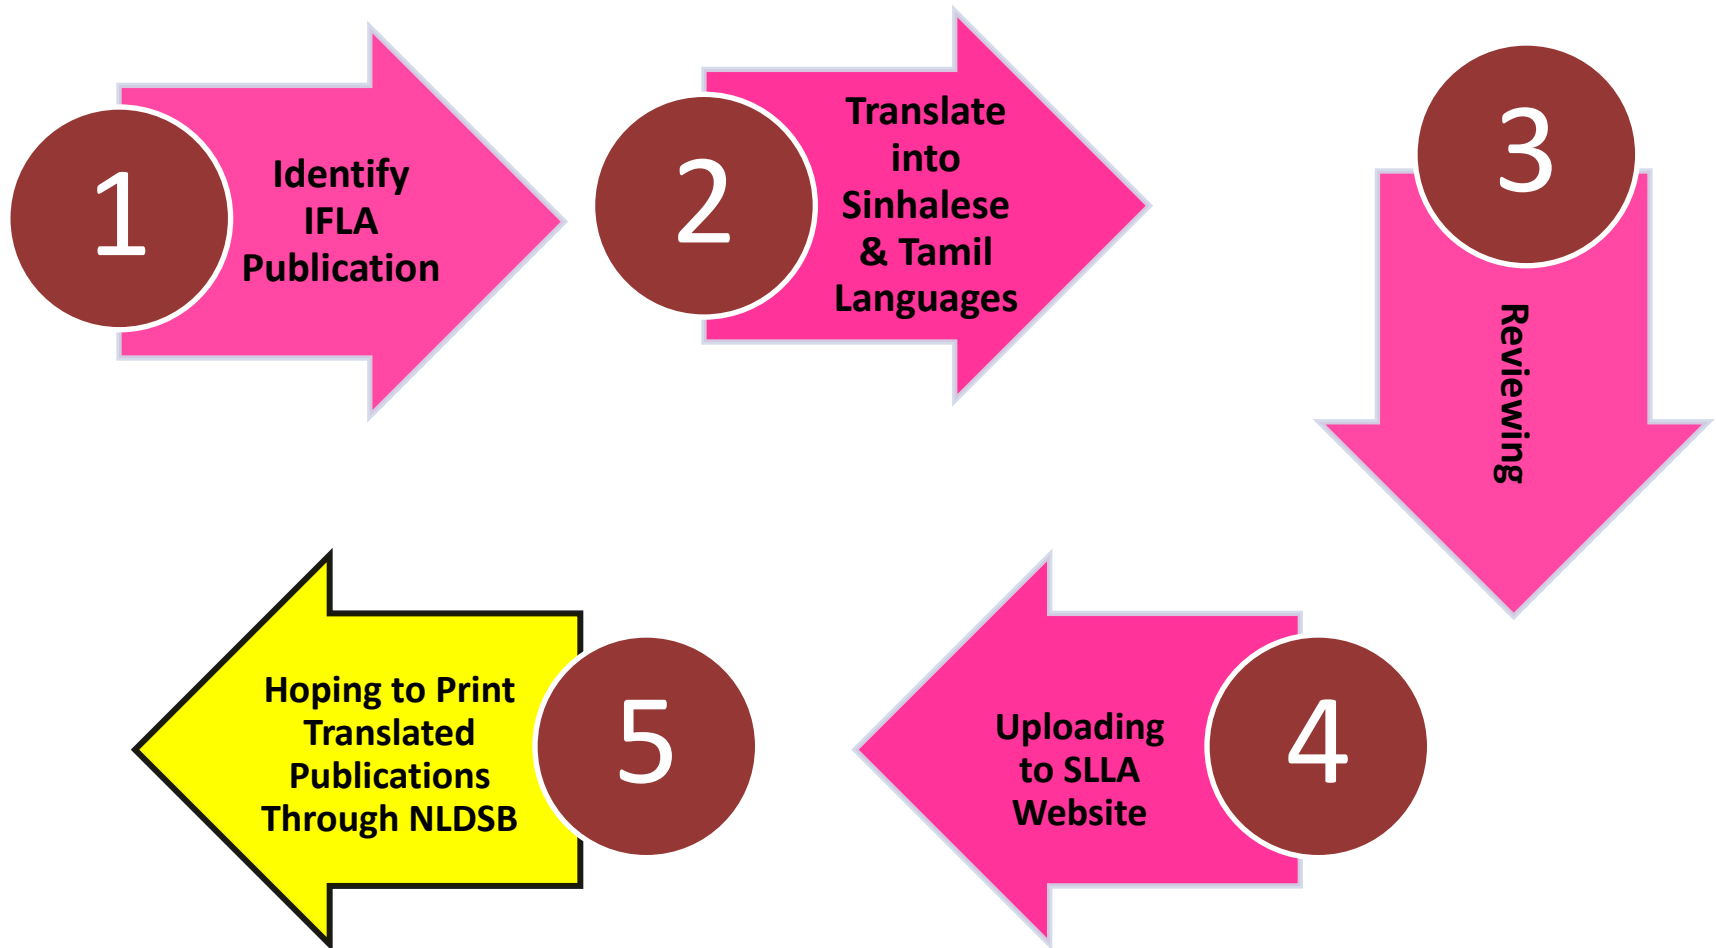 1
Identify
IFLA
Publication
2
Translate
into
Sinhalese
& Tamil
Languages
3
Reviewing
4
Uploading
to SLLA
Website
5
Hoping to Print
Translated
Publications
Through NLDSB